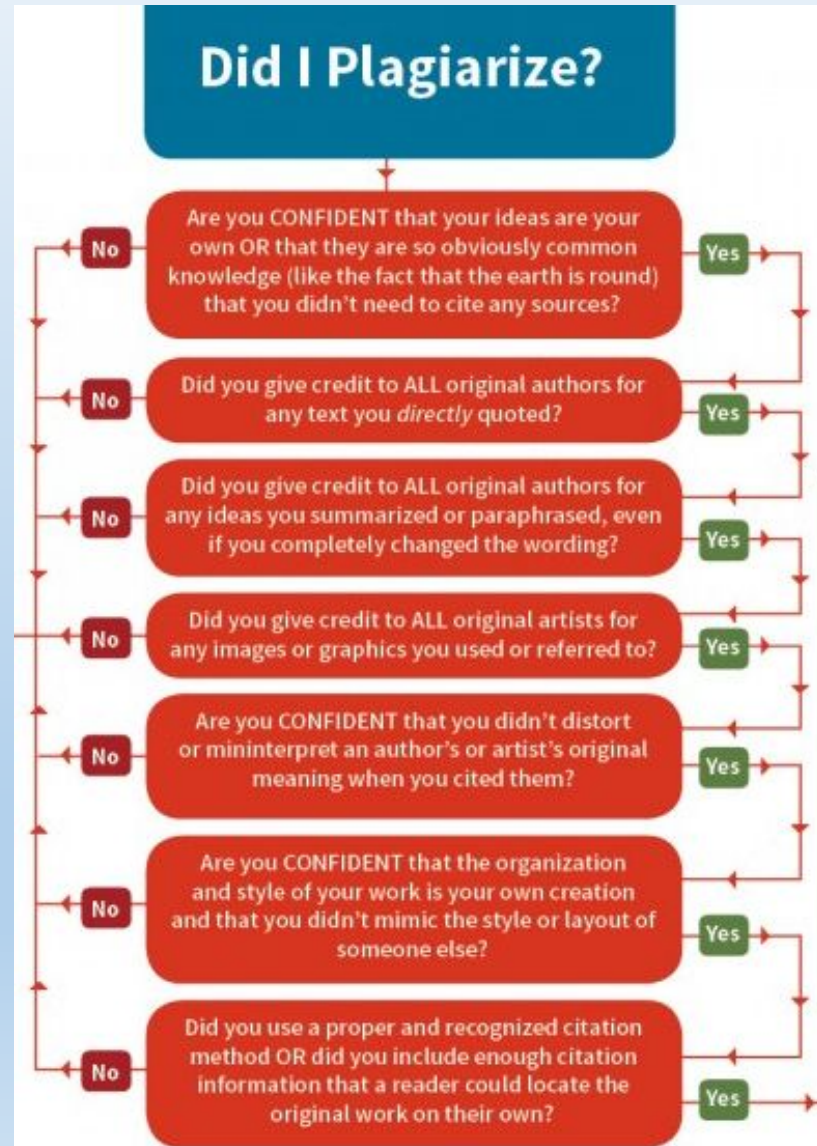 Did I Plagiarize?
Are you CONFIDENT that your ideas are your
own OR that they are so obviously common
knowledge (like the fact that the earth is round)
that you didn't need to cite any sources?
No
Yes
Did you give credit to ALL original authors for
any text you directly quoted?
No
Yes
Did you give credit to ALL original authors for
any ideas you summarized or paraphrased, even
if you completely changed the wording?
No
Yes
Did you give credit to ALL original artists for
any images or graphics you used or referred to?
No
Yes
Are you CONFIDENT that you didn't distort
or mininterpret an author's or artist's original
meaning when you cited them?
No
Yes
Are you CONFIDENT that the organization
and style of your work is your own creation
and that you didn't mimic the style or layout of
someone else?
No
Yes
Did you use a proper and recognized citation
method OR did you include enough citation
information that a reader could locate the
original work on their own?
No
Yes